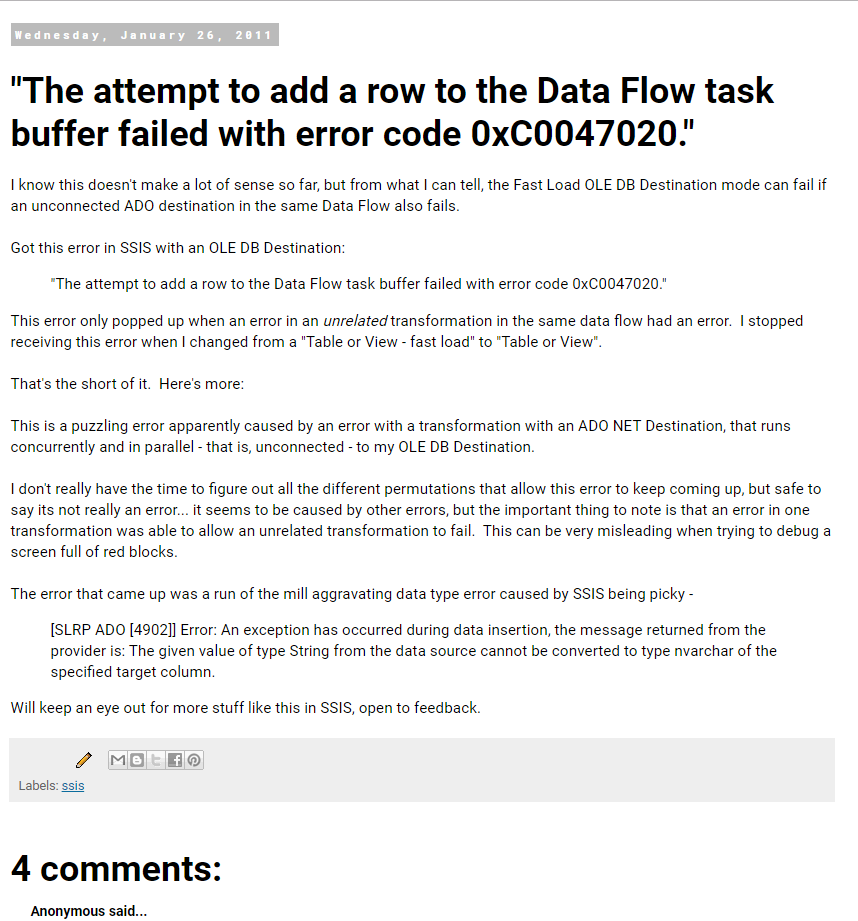 Wednesday, January 26, 2011
"The attempt to add a row to the Data Flow task
buffer failed with error code 0xC0047020."
I know this doesn't make a lot of sense so far, but from what I can tell, the Fast Load OLE DB Destination mode can fail if
an unconnected ADO destination in the same Data Flow also fails.
Got this error in SSIS with an OLE DB Destination:
"The attempt to add a row to the Data Flow task buffer failed with error code 0xC0047020."
This error only popped up when an error in an unrelated transformation in the same data flow had an error.  I stopped
receiving this error when I changed from a "Table or View - fast load" to "Table or View".
That's the short of it.  Here's more:
This is a puzzling error apparently caused by an error with a transformation with an ADO NET Destination, that runs
concurrently and in parallel - that is, unconnected - to my OLE DB Destination.
I don't really have the time to figure out all the different permutations that allow this error to keep coming up, but safe to
say its not really an error... it seems to be caused by other errors, but the important thing to note is that an error in one
transformation was able to allow an unrelated transformation to fail.  This can be very misleading when trying to debug a
screen full of red blocks.
The error that came up was a run of the mill aggravating data type error caused by SSIS being picky -
[SLRP ADO [4902]] Error: An exception has occurred during data insertion, the message returned from the
provider is: The given value of type String from the data source cannot be converted to type nvarchar of the
specified target column.
Will keep an eye out for more stuff like this in SSIS, open to feedback.
Labels: ssis
4 comments:
Anonymous said...